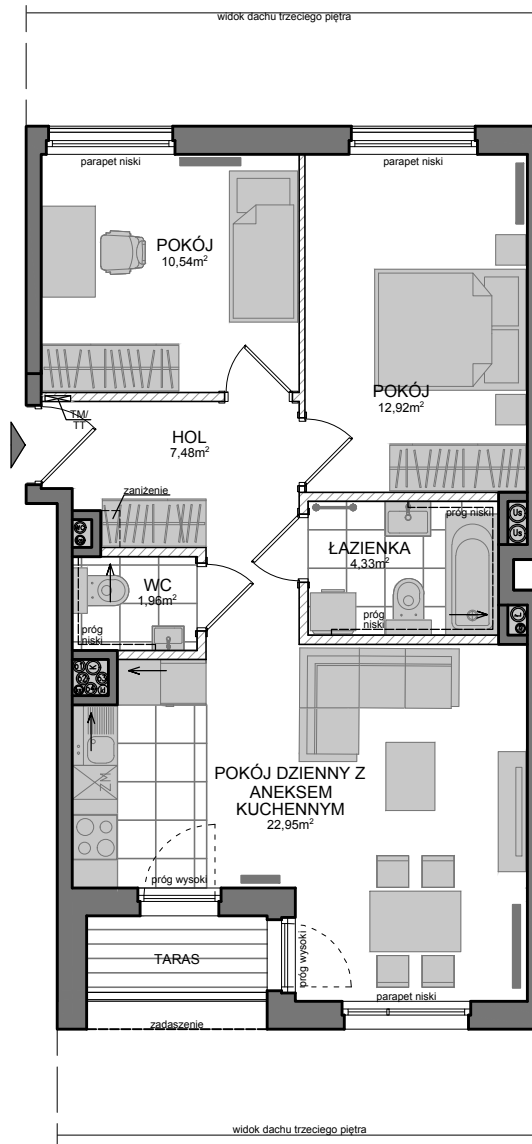 widok dachu trzeciego piętra
parapet niski
parapet niski
POKÓJ
10,54m²
POKÓJ
12,92m²
TM/
TT
HOL
7,48m²
zaniżenie
próg niski
Us
Us
ŁAZIENKA
4,33m²
WC
1,96m²
próg
niski
próg
niski
K
ZM
POKÓJ DZIENNY Z
ANEKSEM
KUCHENNYM
22,95m²
próg wysoki
próg wysoki
TARAS
parapet niski
zadaszenie
widok dachu trzeciego piętra